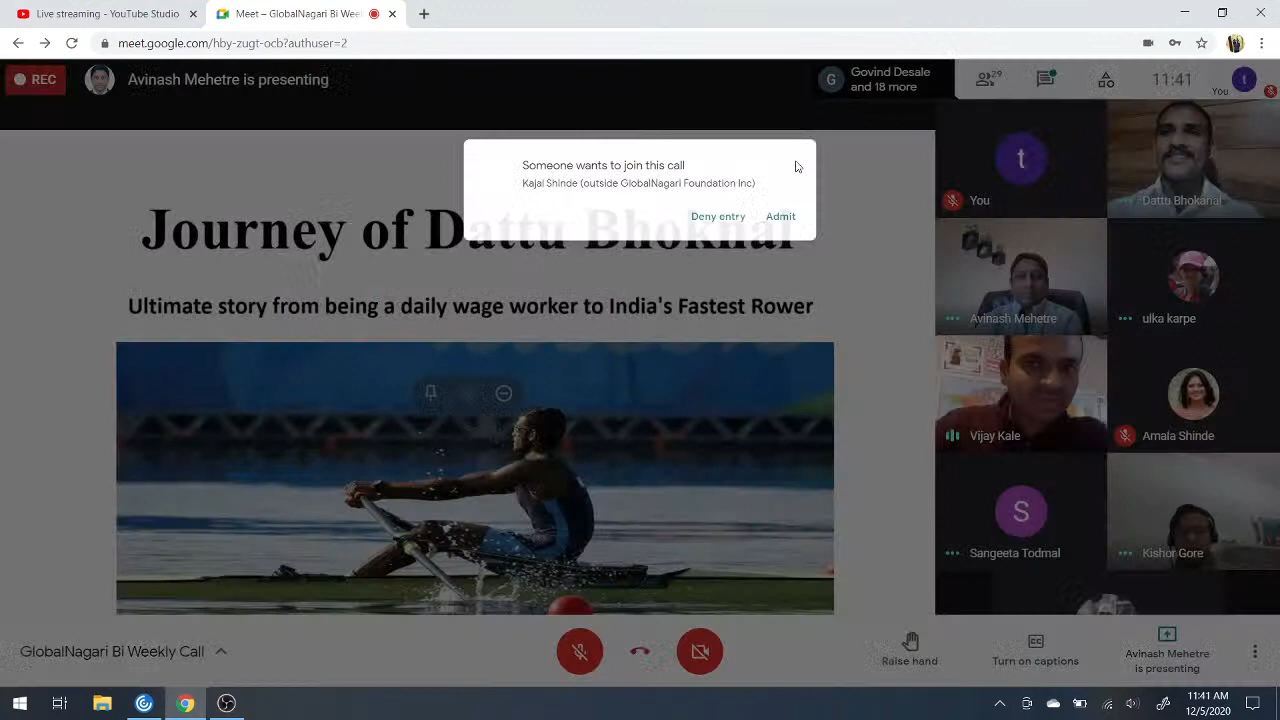 Live streaming - YouTube Studio
Meet – GlobalNagari Bi Week
meet.google.com/hby-zugt-ocb?authuser=2
REC
Avinash Mehetre is presenting
G
Govind Desale
and 18 more
29
11:41
You
t
Someone wants to join this call
Kajal Shinde (outside GlobalNagari Foundation Inc)
Deny entry
Admit
Journey of Dattu Bhoknal
Ultimate story from being a daily wage worker to India's Fastest Rower
t
You
Dattu Bhokanal
Avinash Mehetre
ulka karpe
Vijay Kale
Amala Shinde
S
Sangeeta Todmal
Kishor Gore
GlobalNagari Bi Weekly Call
Raise hand
CC
Turn on captions
Avinash Mehetre
is presenting
11:41 AM
12/5/2020